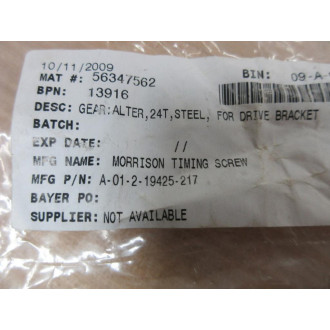 10/11/2009
MAT #: 56347562 BIN: 09-A-
BPN: 13916
DESC: GEAR:ALTER,24T,STEEL, FOR DRIVE BRACKET
BATCH:
EXP DATE: //
MFG NAME: MORRISON TIMING SCREW
MFG P/N: A-01-2-19425-217
BAYER PO:
SUPPLIER: NOT AVAILABLE